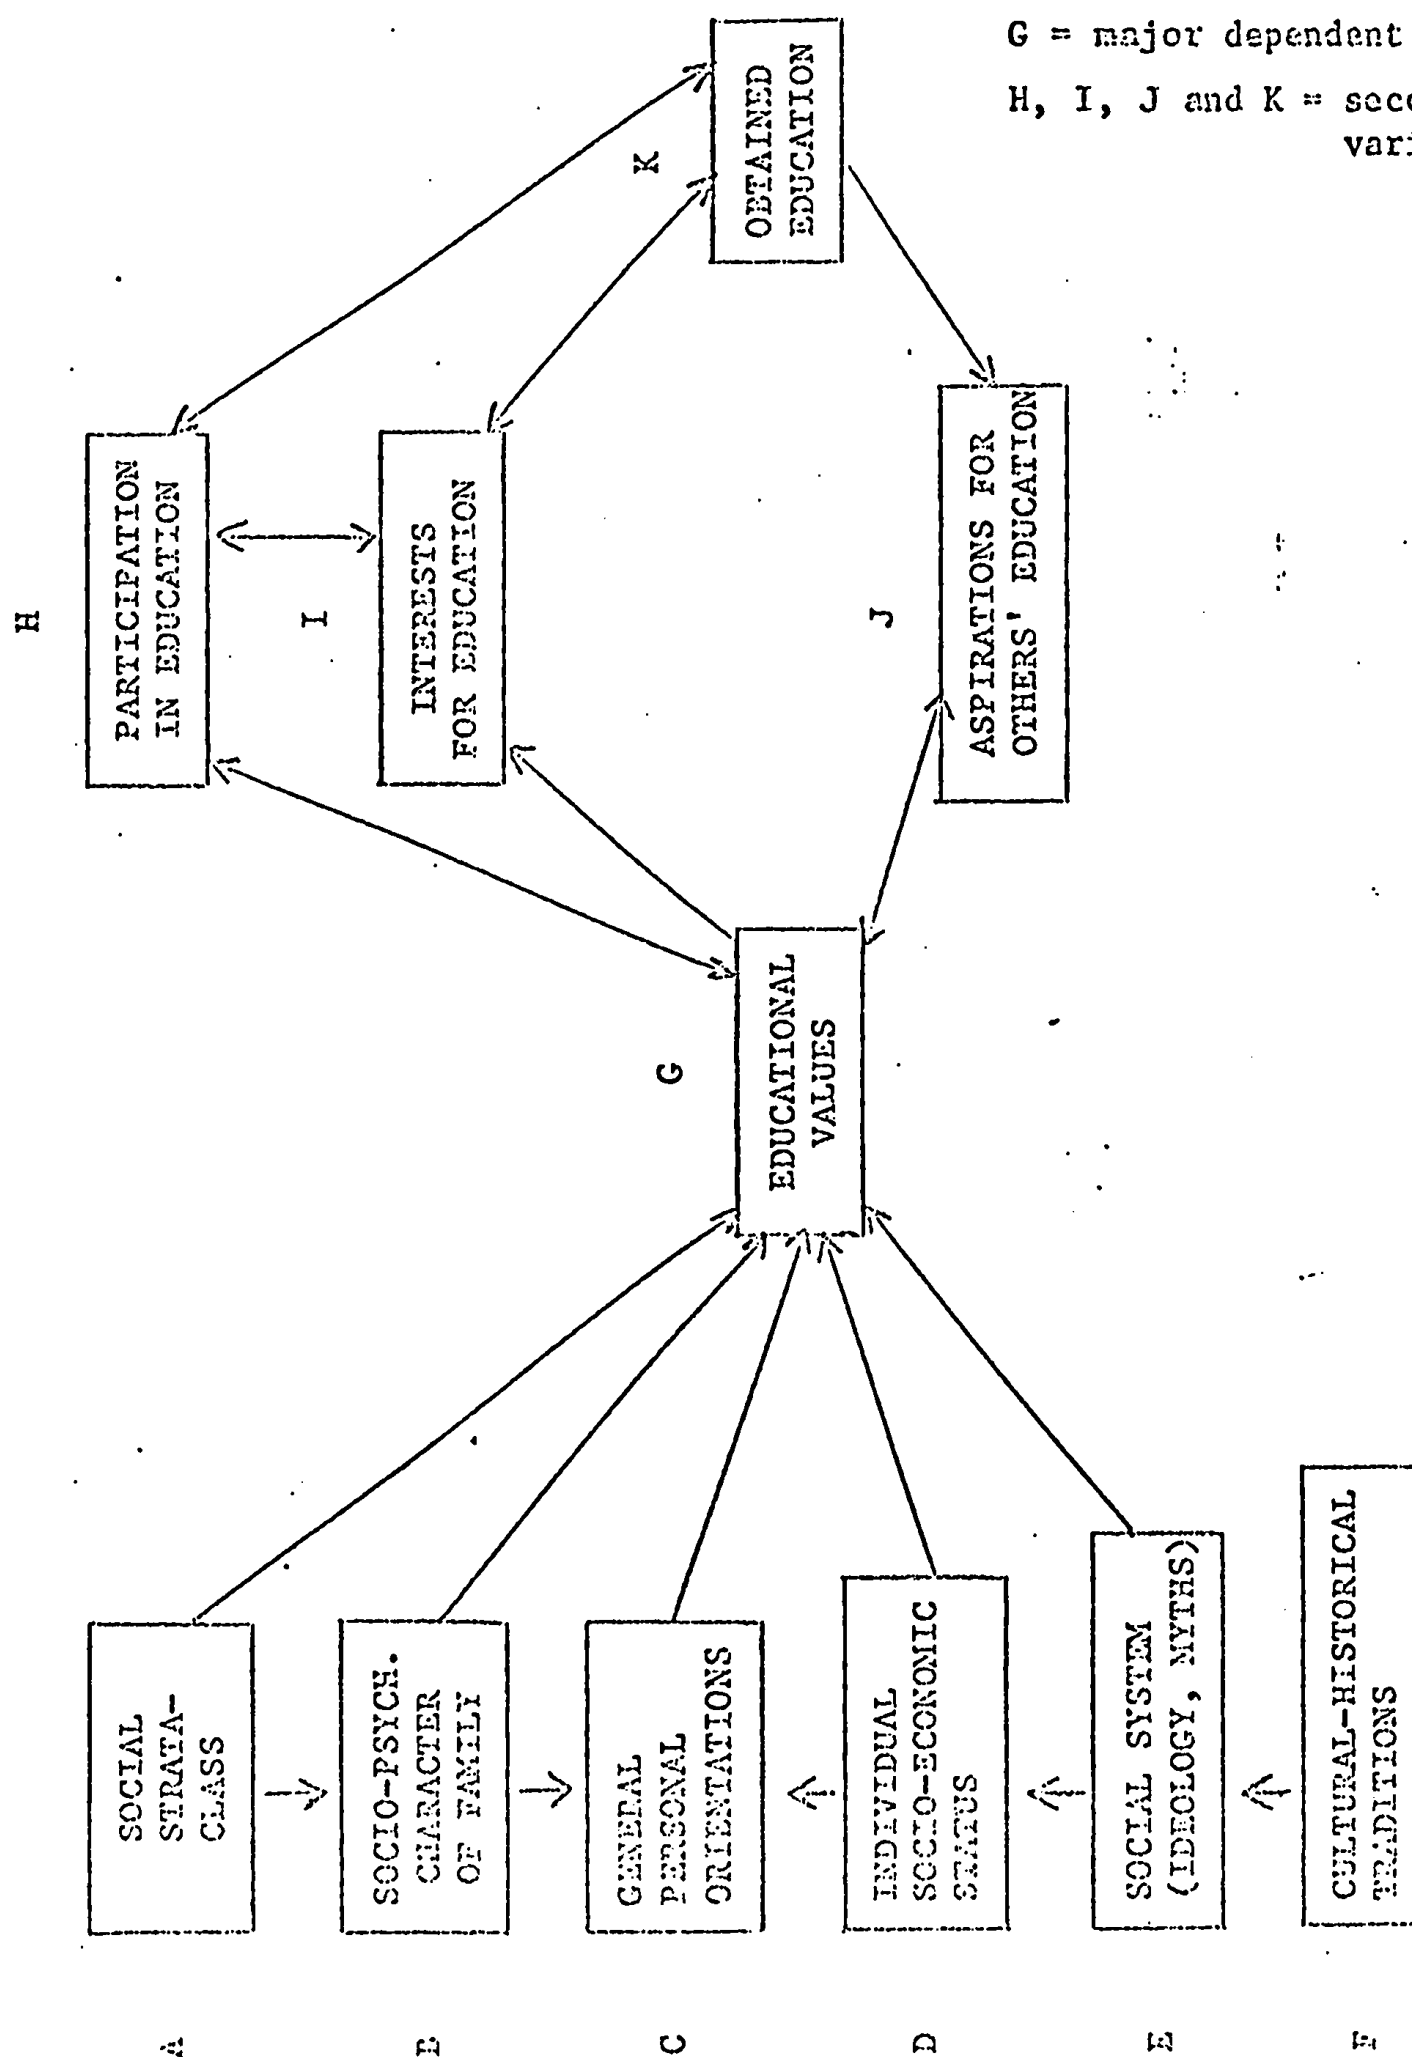 G = major dependent
H, I, J and K =
H
PARTICIPATION
IN EDUCATION
I
INTERESTS
FOR EDUCATION
K
OBTAINED
EDUCATION
J
ASPIRATIONS FOR
OTHERS' EDUCATION
G
EDUCATIONAL
VALUES
A
SOCIAL
STRATA-
CLASS
B
SOCIO-PSYCH.
CHARACTER
OF FAMILY
C
GENERAL
PERSONAL
ORIENTATIONS
D
INDIVIDUAL
SOCIO-ECONOMIC
STATUS
E
SOCIAL SYSTEM
(IDEOLOGY, MYTHS)
F
CULTURAL-HISTORICAL
TRADITIONS